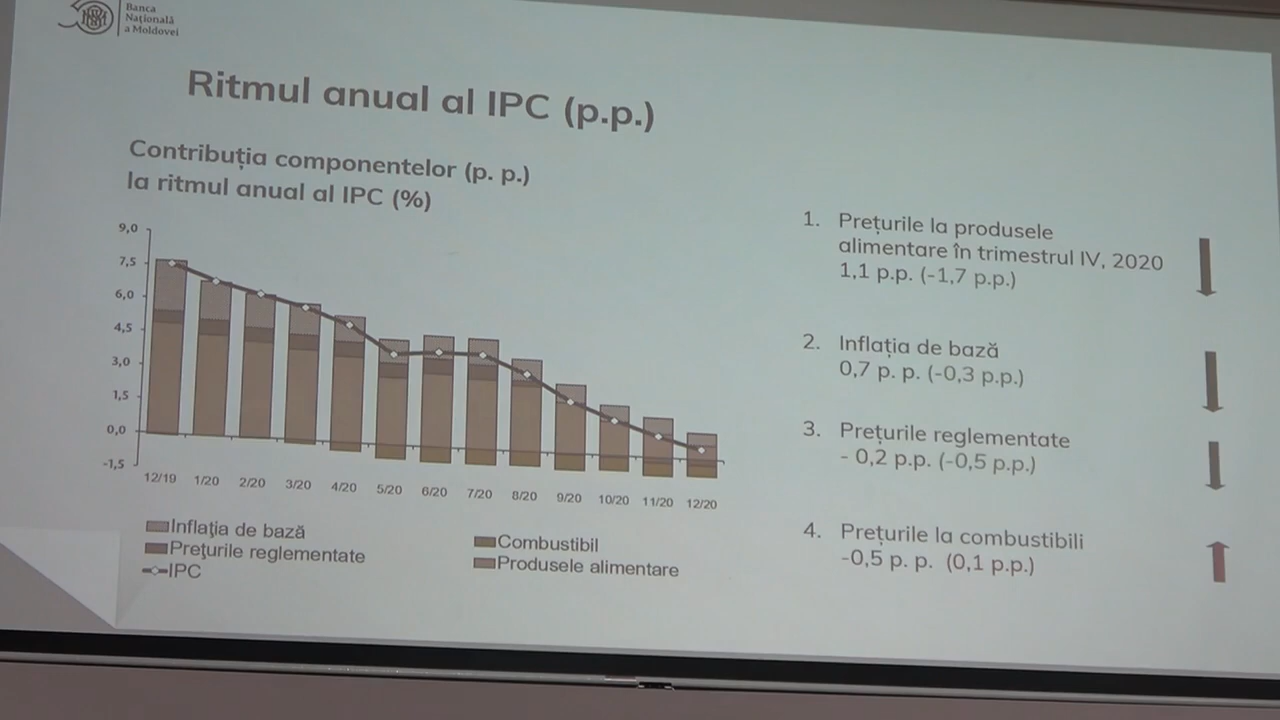 Banca
Națională
a Moldovei
Ritmul anual al IPC (p.p.)
Contribuția componentelor (p. p.)
la ritmul anual al IPC (%)
9,0
7,5
6,0
4,5
3,0
1,5
0,0
-1,5
12/19 1/20 2/20 3/20 4/20 5/20 6/20 7/20 8/20 9/20 10/20 11/20 12/20
Inflația de bază
Prețurile reglementate
IPC
Combustibil
Produsele alimentare
1. Prețurile la produsele
alimentare în trimestrul IV, 2020
1,1 p.p. (-1,7 p.p.)
2. Inflația de bază
0,7 p. p. (-0,3 p.p.)
3. Prețurile reglementate
- 0,2 p.p. (-0,5 p.p.)
4. Prețurile la combustibili
-0,5 p. p. (0,1 p.p.)